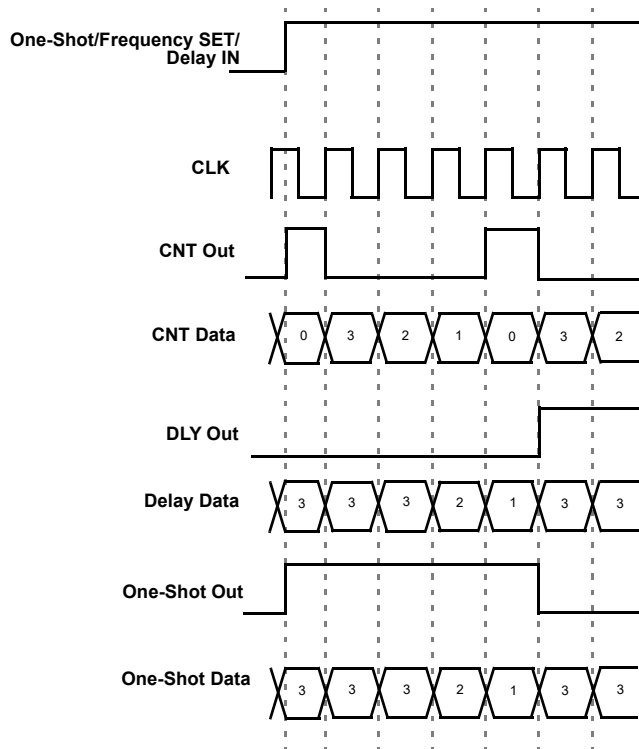 One-Shot/Frequency SET/
Delay IN
CLK
CNT Out
CNT Data 0 3 2 1 0 3 2
DLY Out
Delay Data 3 3 3 2 1 3 3
One-Shot Out
One-Shot Data 3 3 3 2 1 3 3